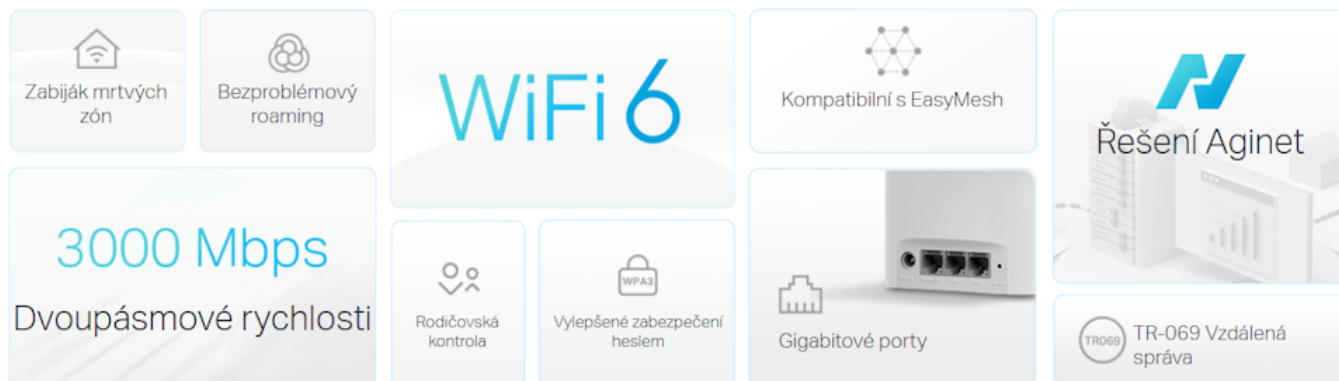 Zabiják mrtvých
zón
Bezproblémový
roaming
WiFi 6
Kompatibilní s EasyMesh
Řešení Aginet
3000 Mbps
Dvoupásmové rychlosti
Rodičovská
kontrola
WPA3
Vylepšené zabezpečení
heslem
Gigabitové porty
TR069
TR-069 Vzdálená
správa